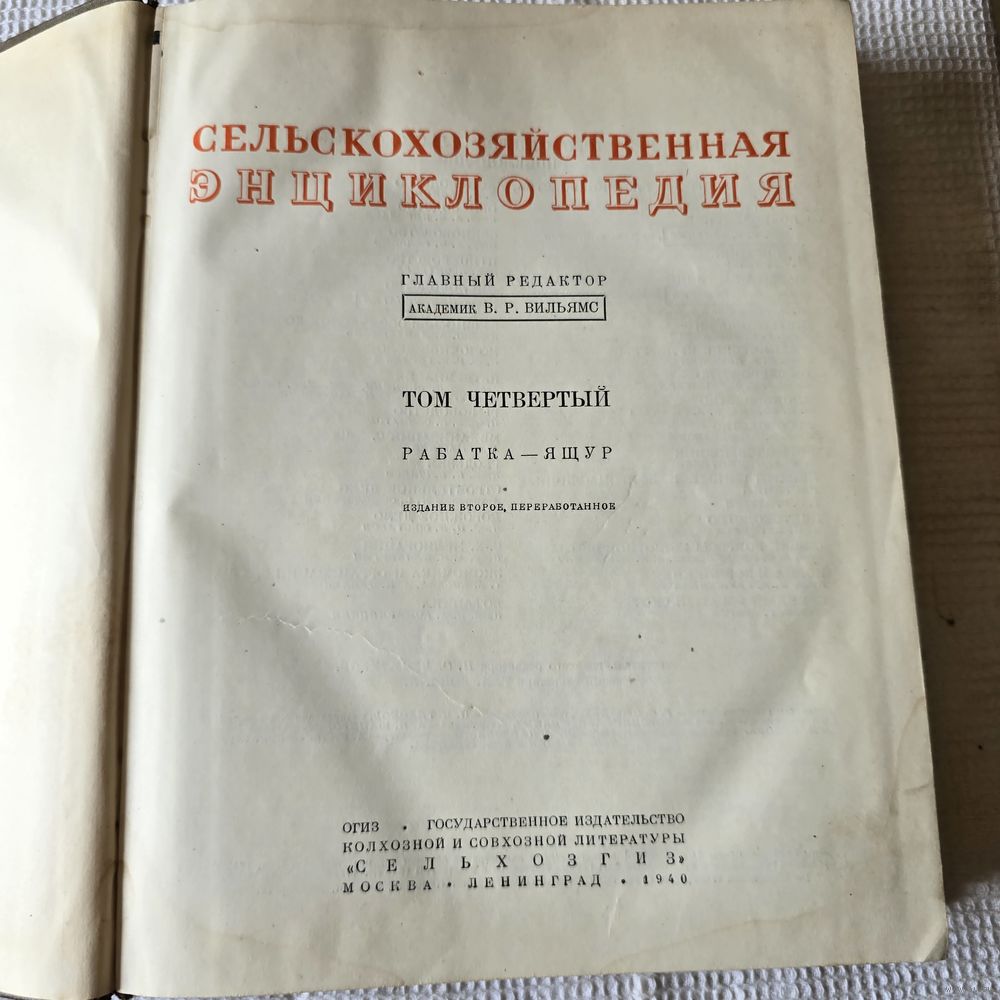 СЕЛЬСКОХОЗЯЙСТВЕННАЯ
ЭНЦИКЛОПЕДИЯ
ГЛАВНЫЙ РЕДАКТОР
АКАДЕМИК В. Р. ВИЛЬЯМС
ТОМ ЧЕТВЕРТЫЙ
РАБАТКА — ЯЩУР
ИЗДАНИЕ ВТОРОЕ, ПЕРЕРАБОТАННОЕ
ОГИЗ • ГОСУДАРСТВЕННОЕ ИЗДАТЕЛЬСТВО
КОЛХОЗНОЙ И СОВХОЗНОЙ ЛИТЕРАТУРЫ
«СЕЛЬХОЗГИЗ»
МОСКВА • ЛЕНИНГРАД • 1940